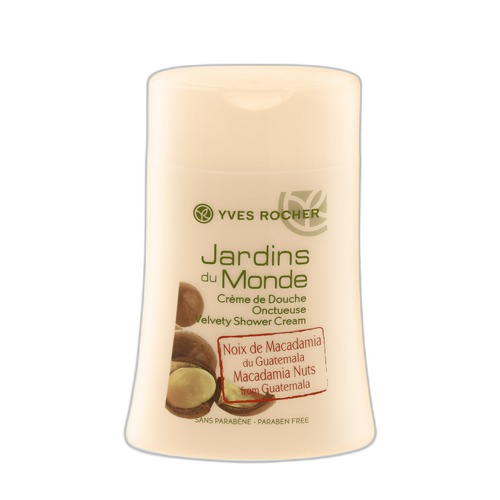 YVES ROCHER
Jardins
du Monde
Crème de Douche
Onctueuse
Velvety Shower Cream
Noix de Macadamia
du Guatemala
Macadamia Nuts
from Guatemala
SANS PARABÈNE - PARABEN FREE